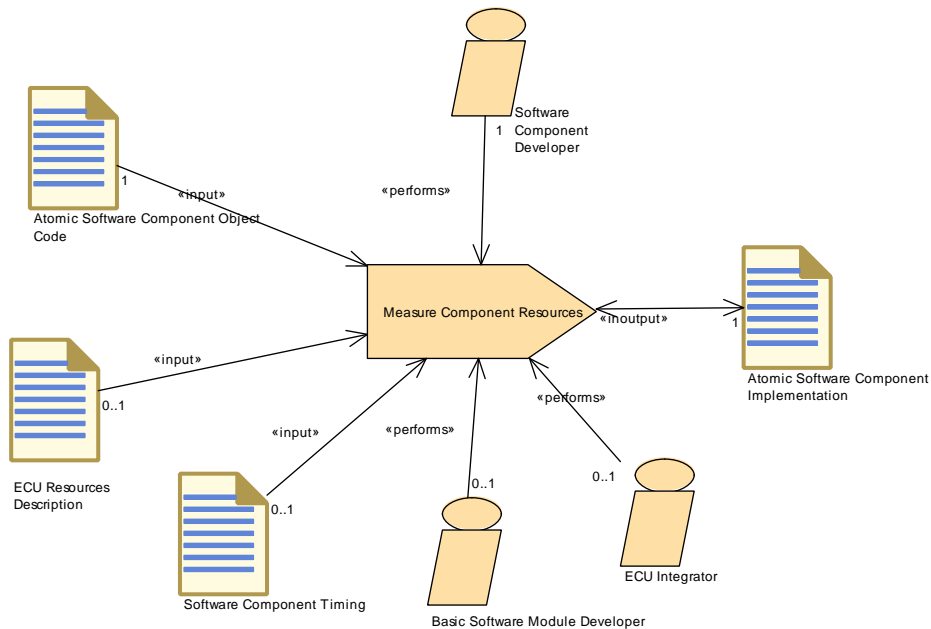 Software
1 Component
Developer
«performs»
1
«input»
Atomic Software Component Object
Code
Measure Component Resources
«inoutput»
1
Atomic Software Component
Implementation
«input»
0..1
ECU Resources
Description
«input»
0..1
Software Component Timing
«performs»
0..1
Basic Software Module Developer
«performs»
0..1
ECU Integrator